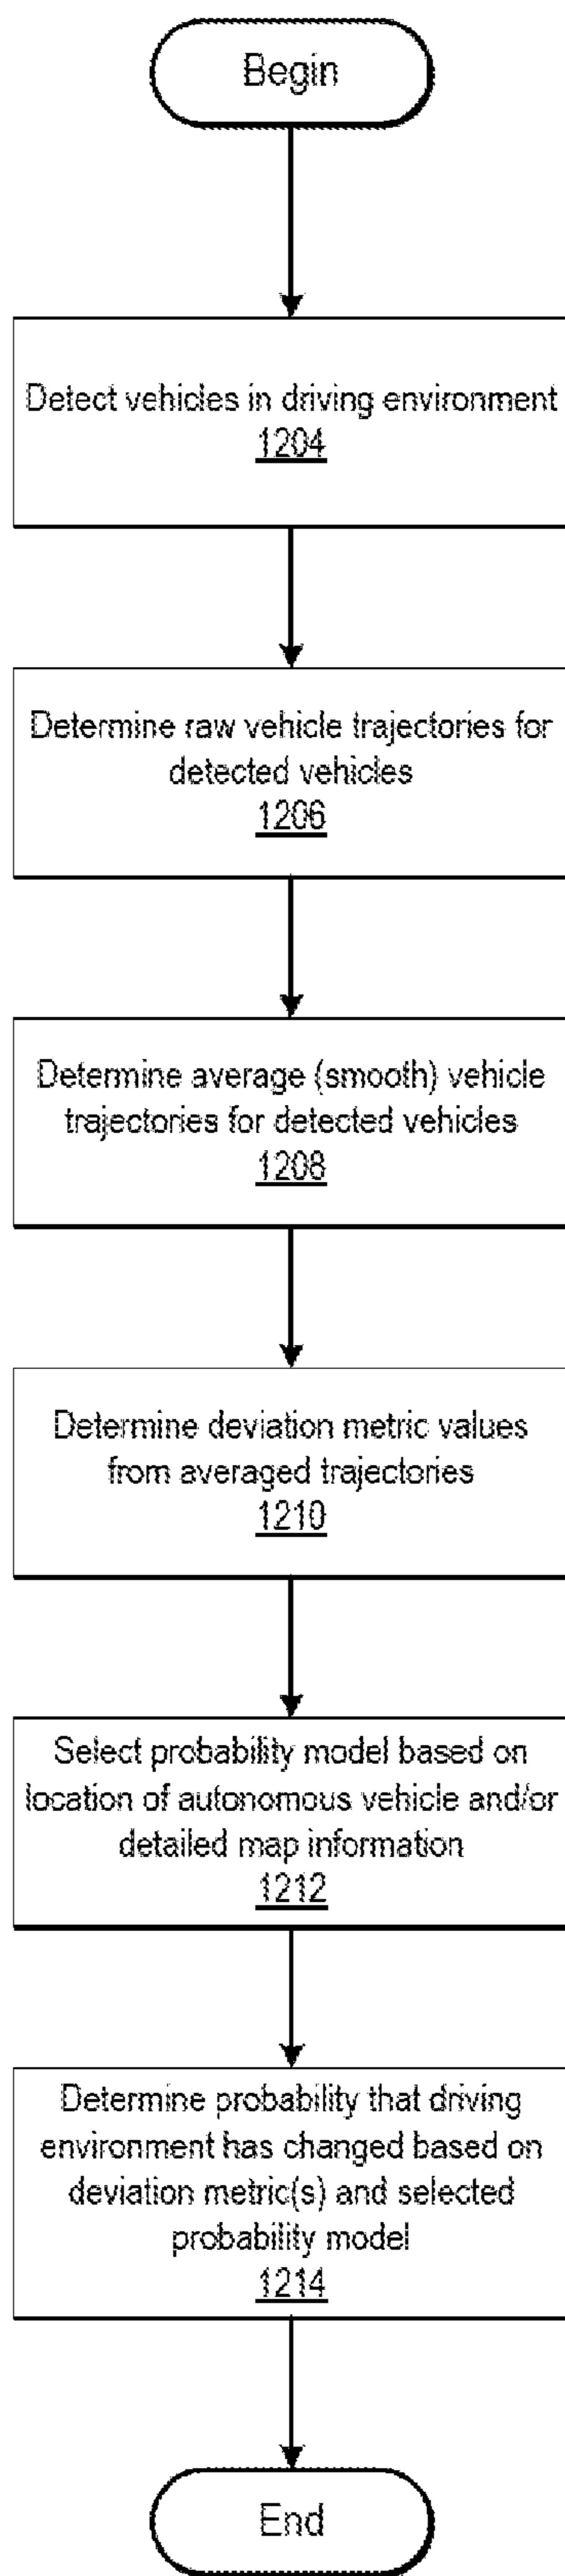 Begin
Detect vehicles in driving environment
1204
Determine raw vehicle trajectories for
detected vehicles
1206
Determine average (smooth) vehicle
trajectories for detected vehicles
1208
Determine deviation metric values
from averaged trajectories
1210
Select probability model based on
location of autonomous vehicle and/or
detailed map information
1212
Determine probability that driving
environment has changed based on
deviation metric(s) and selected
probability model
1214
End